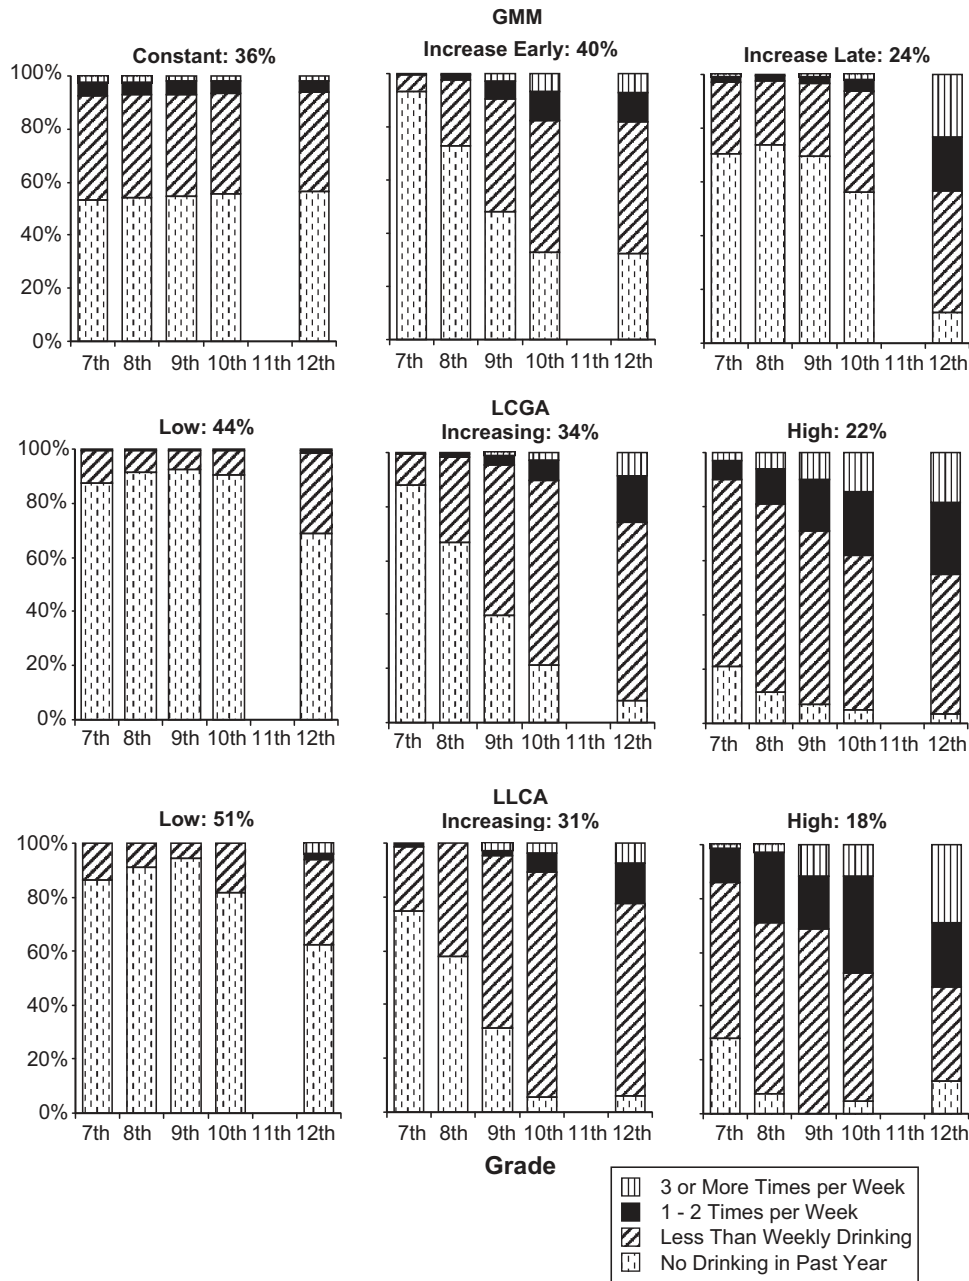 GMM
Constant: 36%
Increase Early: 40%
Increase Late: 24%
100%
80%
60%
40%
20%
0%
7th 8th 9th 10th 11th 12th
7th 8th 9th 10th 11th 12th
7th 8th 9th 10th 11th 12th
LCGA
Low: 44%
Increasing: 34%
High: 22%
100%
80%
60%
40%
20%
0%
7th 8th 9th 10th 11th 12th
7th 8th 9th 10th 11th 12th
7th 8th 9th 10th 11th 12th
LLCA
Low: 51%
Increasing: 31%
High: 18%
100%
80%
60%
40%
20%
0%
7th 8th 9th 10th 11th 12th
7th 8th 9th 10th 11th 12th
7th 8th 9th 10th 11th 12th
Grade
3 or More Times per Week
1 - 2 Times per Week
Less Than Weekly Drinking
No Drinking in Past Year